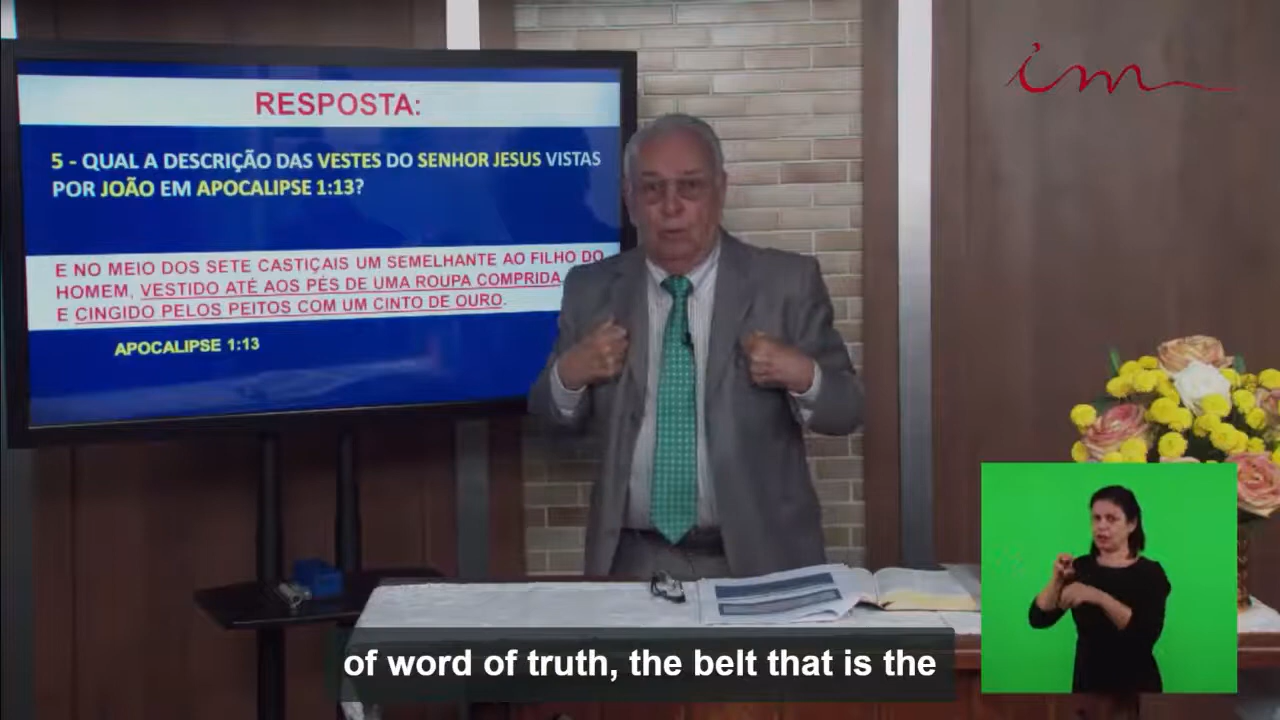 RESPOSTA:
5 - QUAL A DESCRIÇÃO DAS VESTES DO SENHOR JESUS VISTAS
POR JOÃO EM APOCALIPSE 1:13?
E NO MEIO DOS SETE CASTIÇAIS UM SEMELHANTE AO FILHO DO
HOMEM, VESTIDO ATÉ AOS PÉS DE UMA ROUPA COMPRIDA
E CINGIDO PELOS PEITOS COM UM CINTO DE OURO.
APOCALIPSE 1:13
im
of word of truth, the belt that is the